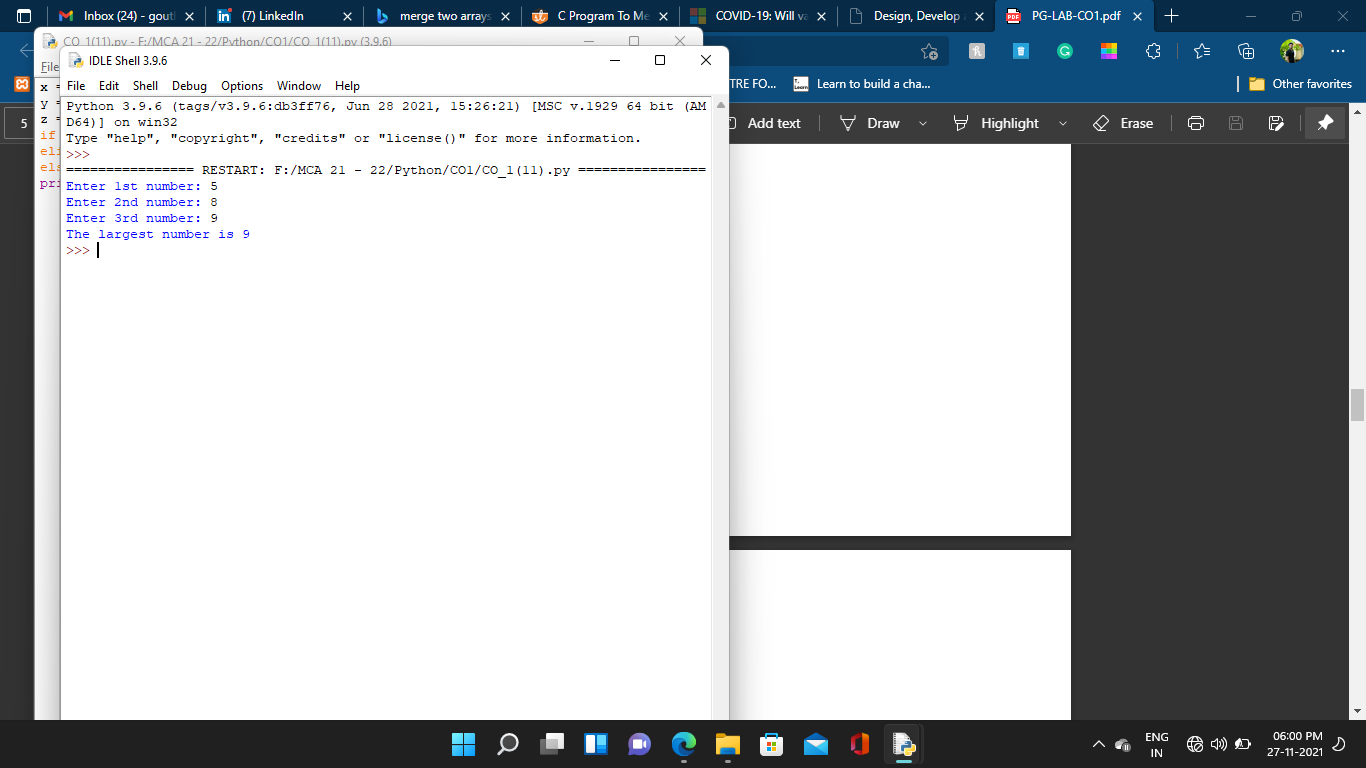 Inbox (24) - gouti
(7) LinkedIn
merge two arrays
C Program To Me
COVID-19: Will va
Design, Develop
PG-LAB-CO1.pdf
CO_1(11).py - F:/MCA 21 - 22/Python/CO1/CO_1(11).py (3.9.6)
File
x =
y =
z =
if
IDLE Shell 3.9.6
File Edit Shell Debug Options Window Help
Python 3.9.6 (tags/v3.9.6:db3ff76, Jun 28 2021, 15:26:21) [MSC v.1929 64 bit (AM
D64)] on win32
Type "help", "copyright", "credits" or "license()" for more information.
>>>
================ RESTART: F:/MCA 21 - 22/Python/CO1/CO_1(11).py ================
Enter 1st number: 5
Enter 2nd number: 8
Enter 3rd number: 9
The largest number is 9
>>>
TRE FO...
Learn to build a cha...
Other favorites
5
Add text
Draw
Highlight
Erase
ENG
IN
06:00 PM
27-11-2021